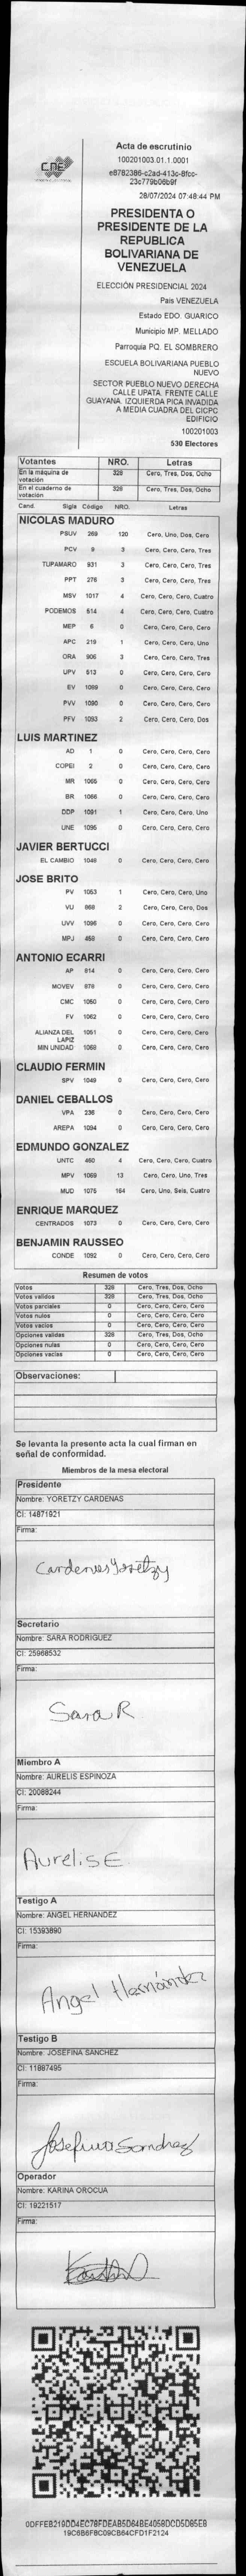 CNE
Acta de escrutinio
100201003.01.1.0001
e8782386-c2ad-413c-8fcc-
23c779b06b9f
28/07/2024 07:48:44 PM
PRESIDENTA O
PRESIDENTE DE LA
REPUBLICA
BOLIVARIANA DE
VENEZUELA
ELECCIÓN PRESIDENCIAL 2024
Pais VENEZUELA
Estado EDO. GUARICO
Municipio MP. MELLADO
Parroquia PQ. EL SOMBRERO
ESCUELA BOLIVARIANA PUEBLO
NUEVO
SECTOR PUEBLO NUEVO DERECHA
CALLE UPATA. FRENTE CALLE
GUAYANA. IZQUIERDA PICA INVADIDA
A MEDIA CUADRA DEL CICPC
EDIFICIO
100201003
530 Electores
Votantes NRO. Letras
En la máquina de votación 328 Cero, Tres, Dos, Ocho
En el cuaderno de votación 328 Cero, Tres, Dos, Ocho
Cand. Sigla Código NRO. Letras
NICOLAS MADURO
PSUV 269 120 Cero, Uno, Dos, Cero
PCV 9 3 Cero, Cero, Cero, Tres
TUPAMARO 931 3 Cero, Cero, Cero, Tres
PPT 276 3 Cero, Cero, Cero, Tres
MSV 1017 4 Cero, Cero, Cero, Cuatro
PODEMOS 514 4 Cero, Cero, Cero, Cuatro
MEP 6 0 Cero, Cero, Cero, Cero
APC 219 1 Cero, Cero, Cero, Uno
ORA 906 3 Cero, Cero, Cero, Tres
UPV 513 0 Cero, Cero, Cero, Cero
EV 1089 0 Cero, Cero, Cero, Cero
PVV 1090 0 Cero, Cero, Cero, Cero
PFV 1093 2 Cero, Cero, Cero, Dos
LUIS MARTINEZ
AD 1 0 Cero, Cero, Cero, Cero
COPEI 2 0 Cero, Cero, Cero, Cero
MR 1065 0 Cero, Cero, Cero, Cero
BR 1066 0 Cero, Cero, Cero, Cero
DDP 1091 1 Cero, Cero, Cero, Uno
UNE 1095 0 Cero, Cero, Cero, Cero
JAVIER BERTUCCI
EL CAMBIO 1048 0 Cero, Cero, Cero, Cero
JOSE BRITO
PV 1053 1 Cero, Cero, Cero, Uno
VU 868 2 Cero, Cero, Cero, Dos
UVV 1096 0 Cero, Cero, Cero, Cero
MPJ 458 0 Cero, Cero, Cero, Cero
ANTONIO ECARRI
AP 814 0 Cero, Cero, Cero, Cero
MOVEV 878 0 Cero, Cero, Cero, Cero
CMC 1050 0 Cero, Cero, Cero, Cero
FV 1062 0 Cero, Cero, Cero, Cero
ALIANZA DEL LAPIZ 1051 0 Cero, Cero, Cero, Cero
MIN UNIDAD 1068 0 Cero, Cero, Cero, Cero
CLAUDIO FERMIN
SPV 1049 0 Cero, Cero, Cero, Cero
DANIEL CEBALLOS
VPA 236 0 Cero, Cero, Cero, Cero
AREPA 1094 0 Cero, Cero, Cero, Cero
EDMUNDO GONZALEZ
UNTC 460 4 Cero, Cero, Cero, Cuatro
MPV 1069 13 Cero, Cero, Uno, Tres
MUD 1075 164 Cero, Uno, Seis, Cuatro
ENRIQUE MARQUEZ
CENTRADOS 1073 0 Cero, Cero, Cero, Cero
BENJAMIN RAUSSEO
CONDE 1092 0 Cero, Cero, Cero, Cero
Resumen de votos
Votos 328 Cero, Tres, Dos, Ocho
Votos validos 328 Cero, Tres, Dos, Ocho
Votos parciales 0 Cero, Cero, Cero, Cero
Votos nulos 0 Cero, Cero, Cero, Cero
Votos vacios 0 Cero, Cero, Cero, Cero
Opciones validas 328 Cero, Tres, Dos, Ocho
Opciones nulas 0 Cero, Cero, Cero, Cero
Opciones vacias 0 Cero, Cero, Cero, Cero
Observaciones:
Se levanta la presente acta la cual firman en
señal de conformidad.
Miembros de la mesa electoral
Presidente
Nombre: YORETZY CARDENAS
CI: 14871921
Firma:
Cardenas Yoretzy
Secretario
Nombre: SARA RODRIGUEZ
CI: 25968532
Firma:
Sara R
Miembro A
Nombre: AURELIS ESPINOZA
CI: 20088244
Firma:
Aurelis E
Testigo A
Nombre: ANGEL HERNANDEZ
CI: 15393890
Firma:
Angel Hernández
Testigo B
Nombre: JOSEFINA SANCHEZ
CI: 11887495
Firma:
Josefina Sanchez
Operador
Nombre: KARINA OROCUA
CI: 19221517
Firma:
0DFFEB219DD4EC78FDEAB5D64BE4058DCD5D85E8
19C6B6F8C09CB64CFD1F2124